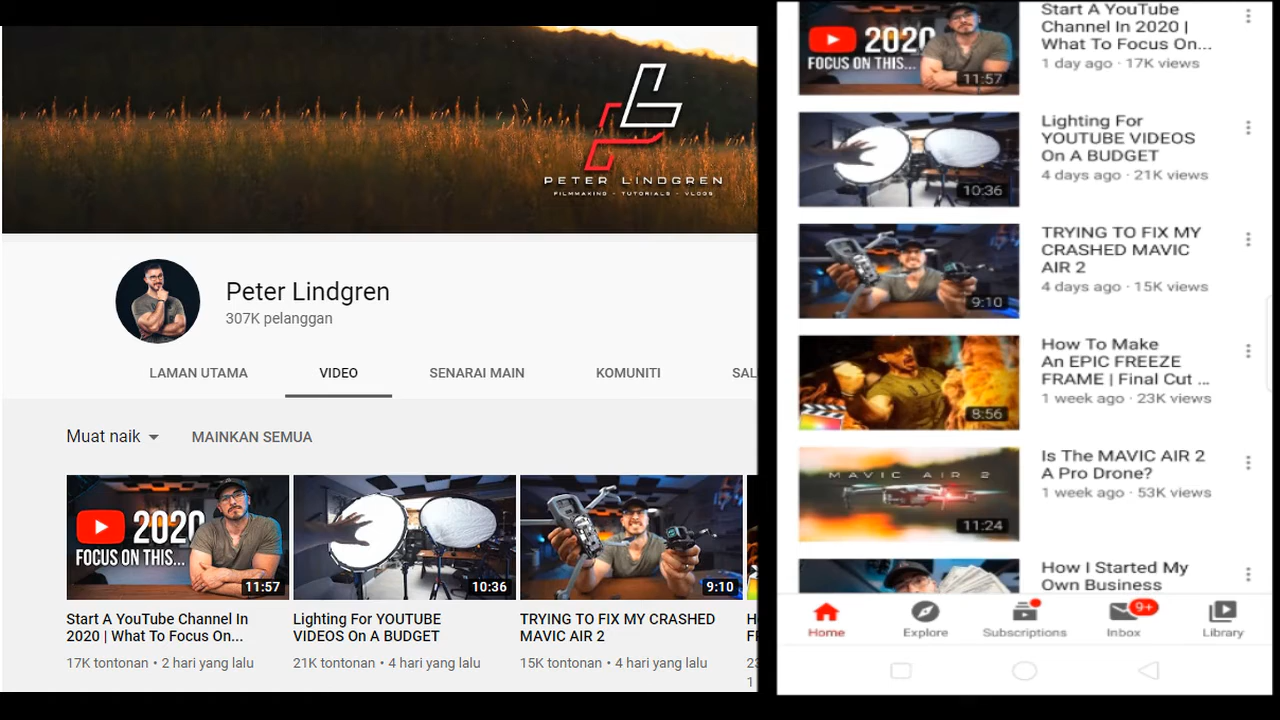 PETER LINDGREN
FILMMAKING - TUTORIALS - VLOGS
Peter Lindgren
307K pelanggan
LAMAN UTAMA
VIDEO
SENARAI MAIN
KOMUNITI
SAL
Muat naik
MAINKAN SEMUA
2020
FOCUS ON THIS...
11:57
Start A YouTube Channel In
2020 | What To Focus On...
17K tontonan • 2 hari yang lalu
10:36
Lighting For YOUTUBE
VIDEOS On A BUDGET
21K tontonan • 4 hari yang lalu
9:10
TRYING TO FIX MY CRASHED
MAVIC AIR 2
15K tontonan • 4 hari yang lalu
H
FF
23
1
2020
FOCUS ON THIS...
11:57
Start A YouTube
Channel In 2020 |
What To Focus On...
1 day ago · 17K views
10:36
Lighting For
YOUTUBE VIDEOS
On A BUDGET
4 days ago · 21K views
9:10
TRYING TO FIX MY
CRASHED MAVIC
AIR 2
4 days ago · 15K views
8:56
How To Make
An EPIC FREEZE
FRAME | Final Cut ...
1 week ago · 23K views
MAVIC AIR 2
11:24
Is The MAVIC AIR 2
A Pro Drone?
1 week ago · 53K views
How I Started My
Own Business
9+
Home
Explore
Subscriptions
Inbox
Library